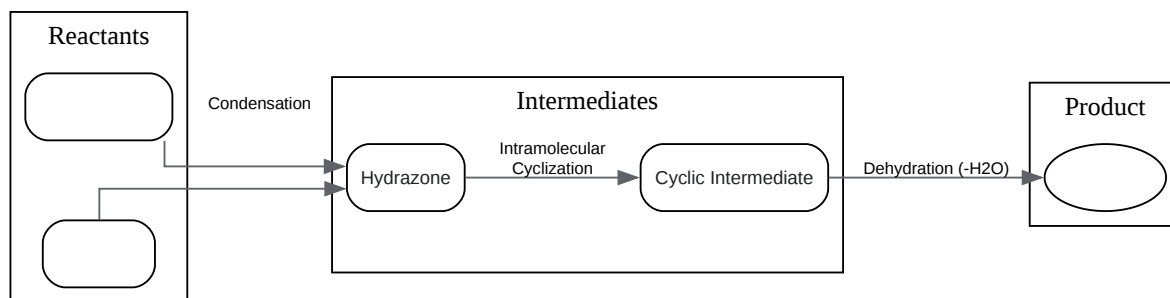 Reactants
Condensation
Intermediates
Hydrazone
Intramolecular
Cyclization
Cyclic Intermediate
Dehydration (-H2O)
Product